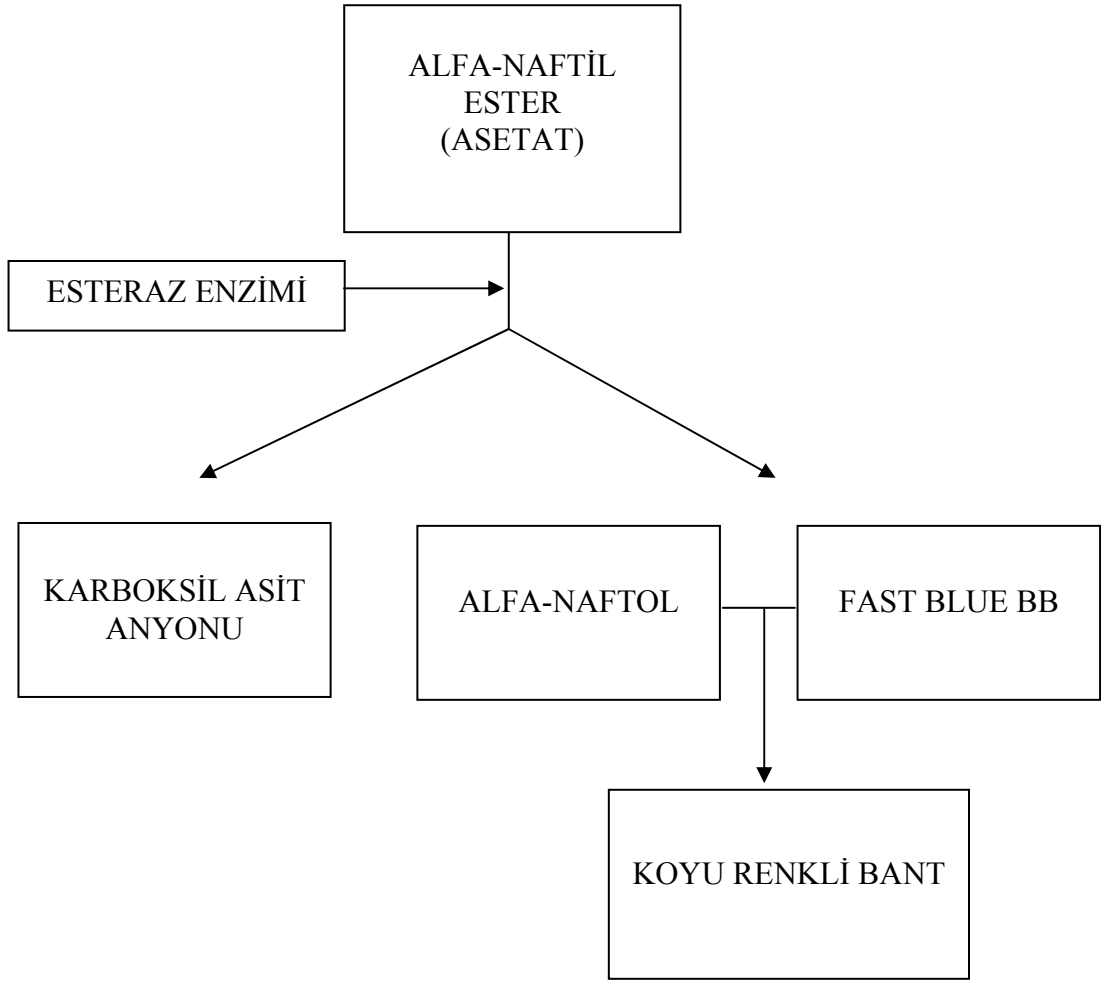 ALFA-NAFTİL
ESTER
(ASETAT)
ESTERAZ ENZİMİ
KARBOKSİL ASİT
ANYONU
ALFA-NAFTOL
FAST BLUE BB
KOYU RENKLİ BANT